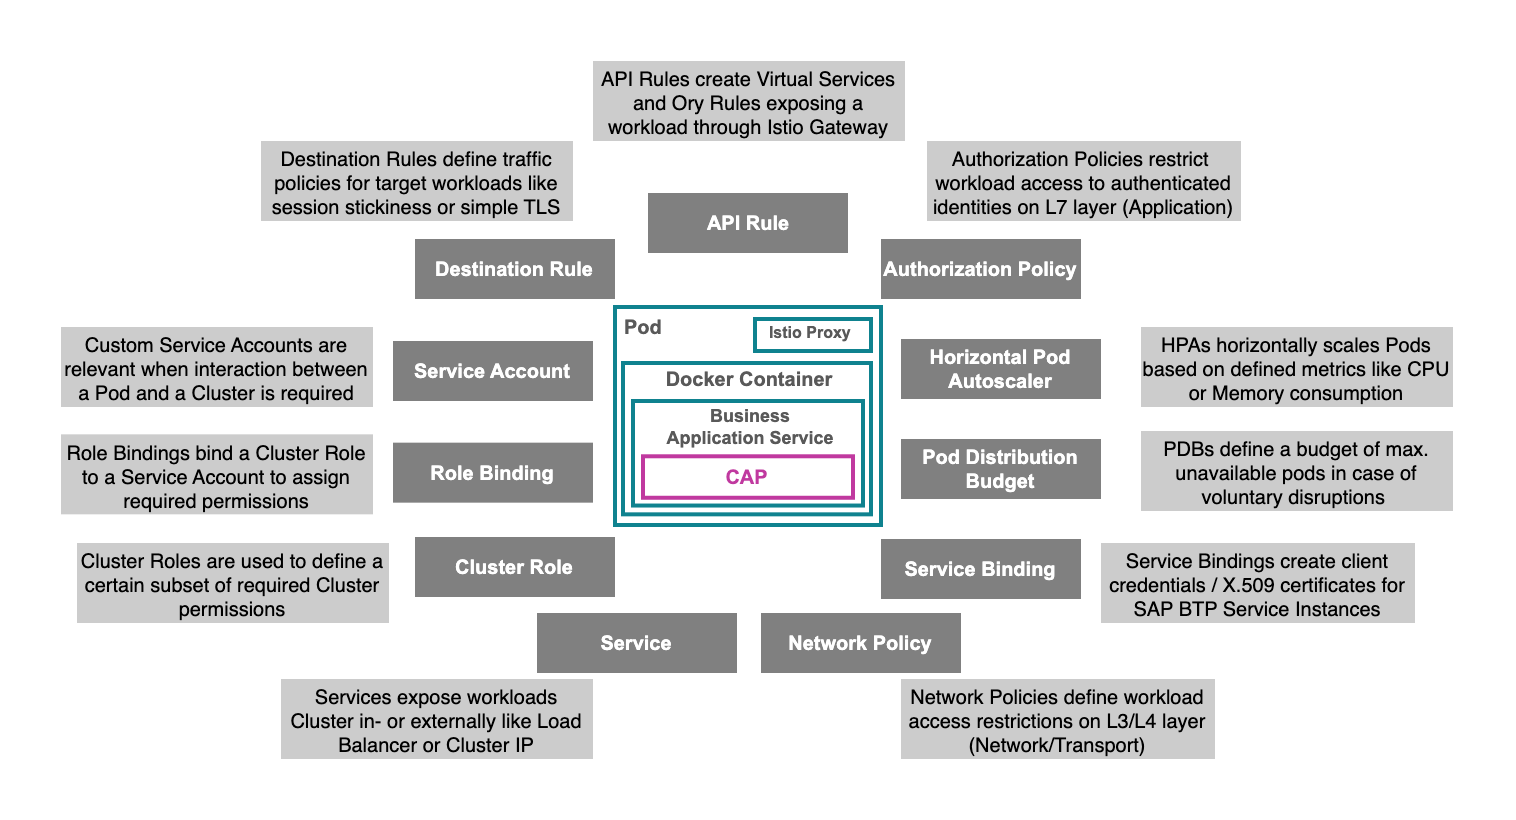 API Rules create Virtual Services
and Ory Rules exposing a
workload through Istio Gateway
Destination Rules define traffic
policies for target workloads like
session stickiness or simple TLS
Authorization Policies restrict
workload access to authenticated
identities on L7 layer (Application)
API Rule
Destination Rule
Authorization Policy
Pod
Istio Proxy
Custom Service Accounts are
relevant when interaction between
a Pod and a Cluster is required
Service Account
Docker Container
Horizontal Pod
Autoscaler
HPAs horizontally scales Pods
based on defined metrics like CPU
or Memory consumption
Business
Application Service
CAP
Role Bindings bind a Cluster Role
to a Service Account to assign
required permissions
Role Binding
Pod Distribution
Budget
PDBs define a budget of max.
unavailable pods in case of
voluntary disruptions
Cluster Roles are used to define a
certain subset of required Cluster
permissions
Cluster Role
Service Binding
Service Bindings create client
credentials / X.509 certificates for
SAP BTP Service Instances
Service
Network Policy
Services expose workloads
Cluster in- or externally like Load
Balancer or Cluster IP
Network Policies define workload
access restrictions on L3/L4 layer
(Network/Transport)